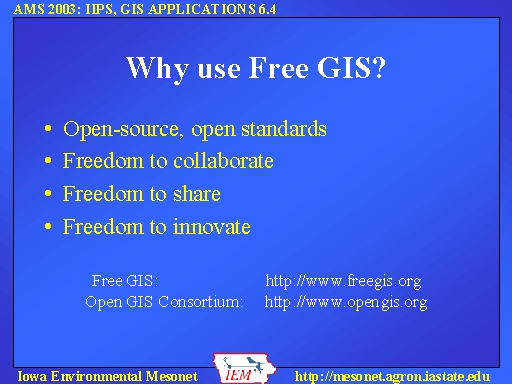 AMS 2003: IIPS, GIS APPLICATIONS 6.4
Why use Free GIS?
• Open-source, open standards
• Freedom to collaborate
• Freedom to share
• Freedom to innovate
Free GIS: http://www.freegis.org
Open GIS Consortium: http://www.opengis.org
Iowa Environmental Mesonet IEM http://mesonet.agron.iastate.edu